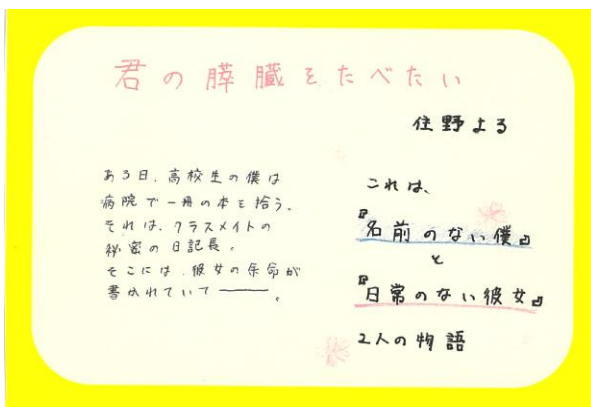 君の膵臓をたべたい
住野よる
ある日、高校生の僕は
病院で一冊の本を拾う。
それは、クラスメイトの
秘密の日記長。
そこには、彼女の余命が
書かれていて―――。
これは、
『名前のない僕』
と
『日常のない彼女』
2人の物語